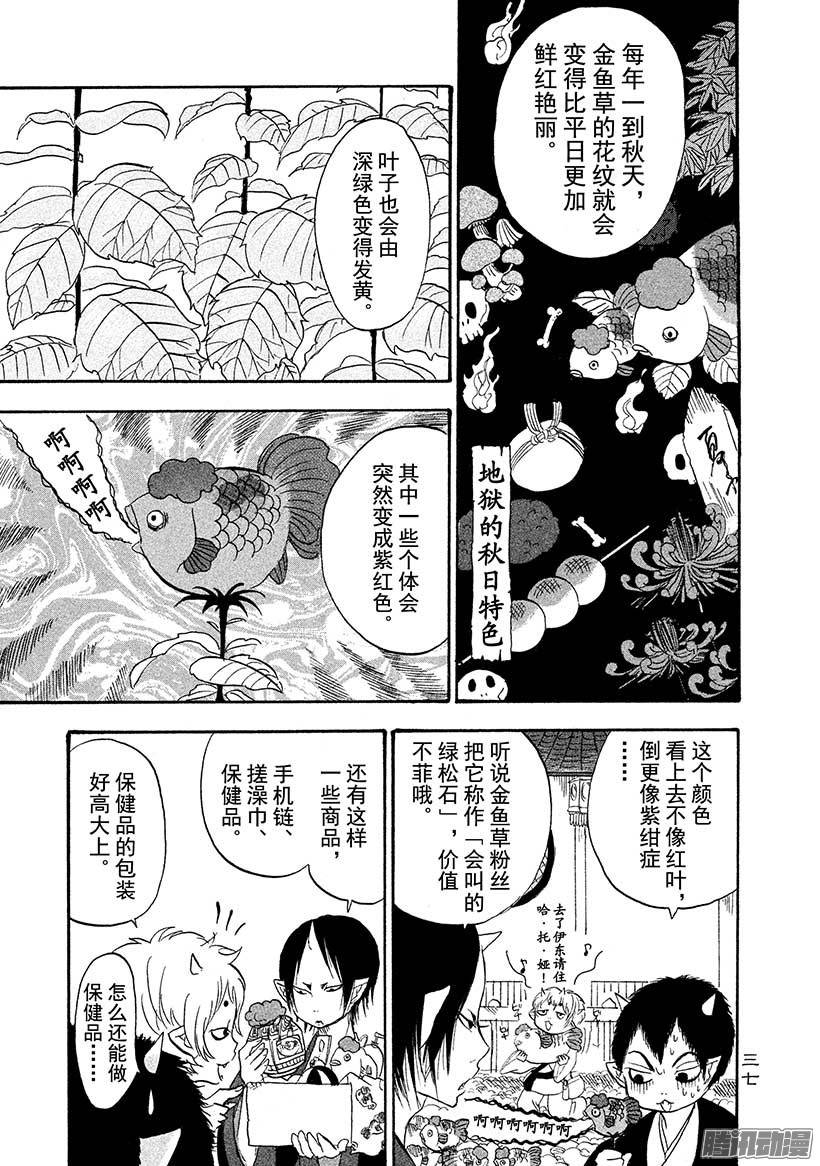 每年一到秋天，
金鱼草的花纹就会
变得比平日更加
鲜红艳丽。
地狱的秋日特色
叶子也会由
深绿色变得发黄。
其中一些个体会
突然变成紫红色。
啊啊啊啊
这个颜色
看上去不像红叶，
倒更像紫绀症
……
听说金鱼草粉丝
把它称作「会叫的
绿松石」，价值
不菲哦。
去了伊东请住
哈·托·娅！
啊啊啊啊啊啊
还有这样
一些商品，
手机链、
搓澡巾、
保健品。
保健品的包装
好高大上。
怎么还能做
保健品……
三七
腾讯动漫